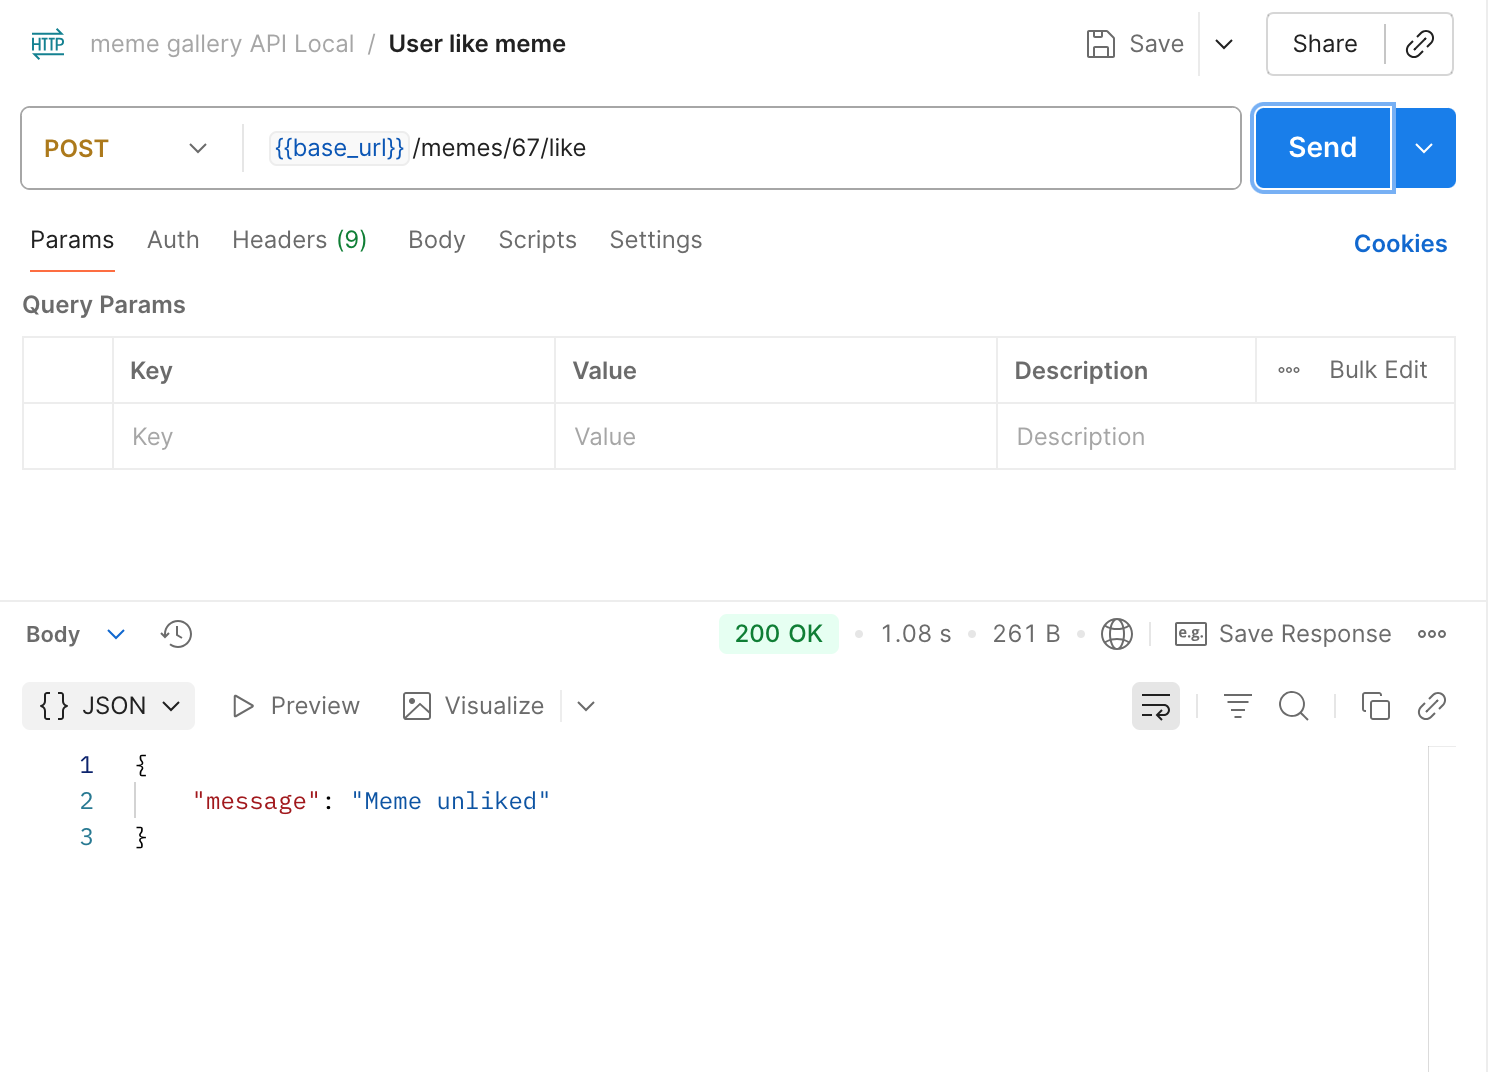 HTTP meme gallery API Local / User like meme Save Share
POST {{base_url}}/memes/67/like Send
Params Auth Headers (9) Body Scripts Settings Cookies
Query Params
Key Value Description Bulk Edit
Key Value Description
Body 200 OK 1.08 s 261 B e.g. Save Response
{} JSON Preview Visualize
1 {
2 "message": "Meme unliked"
3 }